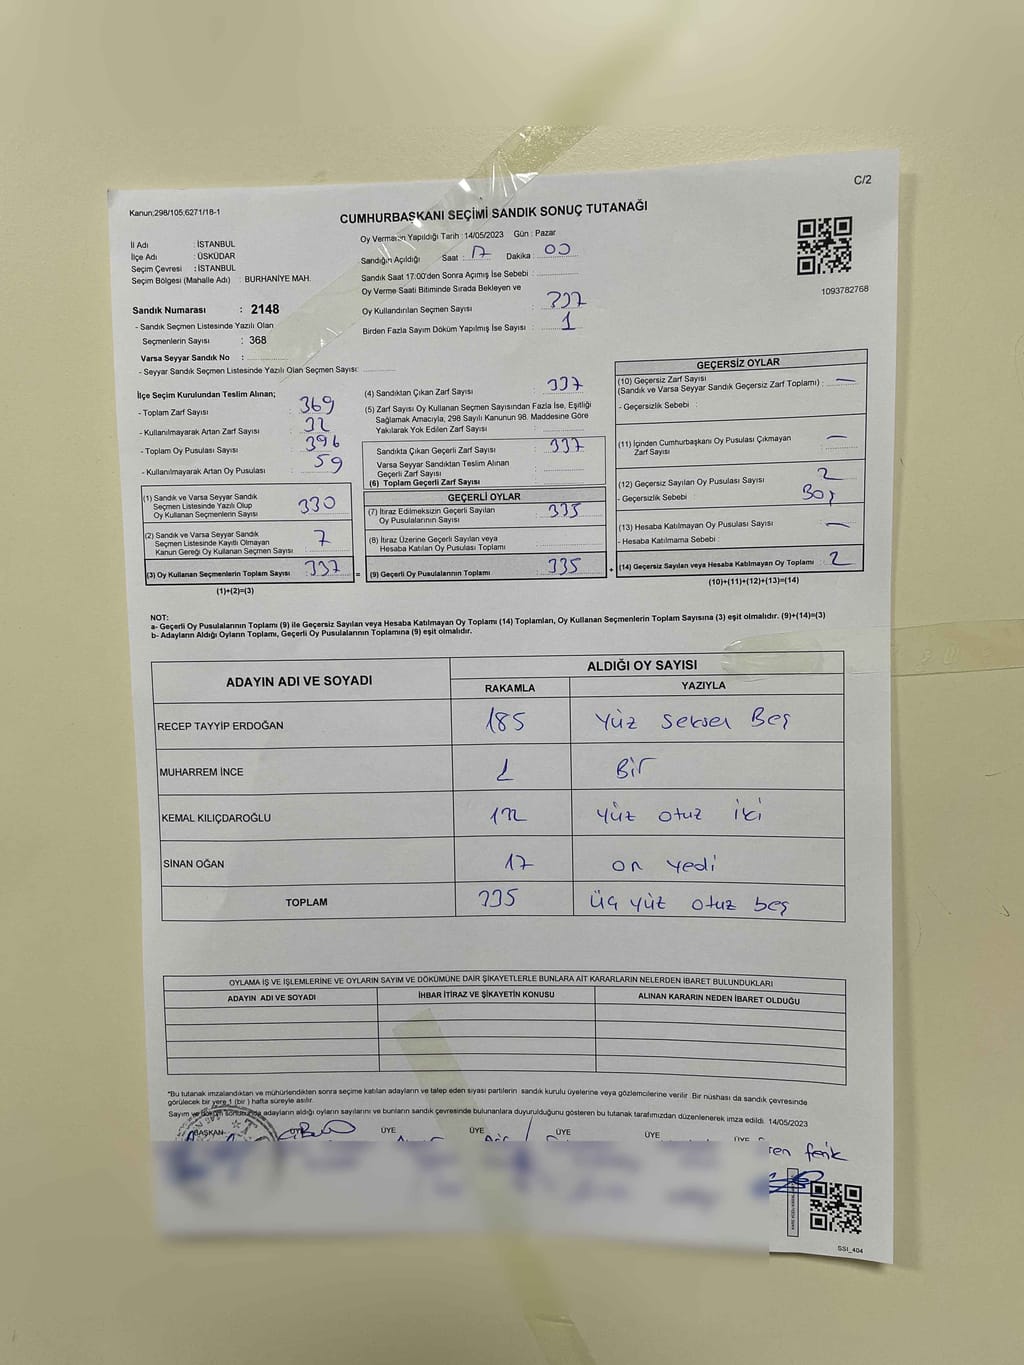 C/2
Kanun;298/105;6271/18-1
CUMHURBAŞKANI SEÇİMİ SANDIK SONUÇ TUTANAĞI
İl Adı : İSTANBUL
İlçe Adı : ÜSKÜDAR
Seçim Çevresi : İSTANBUL
Seçim Bölgesi (Mahalle Adı) : BURHANİYE MAH.
Sandık Numarası : 2148
- Sandık Seçmen Listesinde Yazılı Olan
Seçmenlerin Sayısı : 368
Varsa Seyyar Sandık No :
- Seyyar Sandık Seçmen Listesinde Yazılı Olan Seçmen Sayısı:
Oy Vermenin Yapıldığı Tarih : 14/05/2023 Gün : Pazar
Sandığın Açıldığı Saat : 17 Dakika : 00
Sandık Saat 17:00'den Sonra Açılmış İse Sebebi :
Oy Verme Saati Bitiminde Sırada Bekleyen ve
Oy Kullandırılan Seçmen Sayısı : 337
Birden Fazla Sayım Döküm Yapılmış İse Sayısı : 1
1093782768
İlçe Seçim Kurulundan Teslim Alınan;
- Toplam Zarf Sayısı : 369
- Kullanılmayarak Artan Zarf Sayısı : 32
- Toplam Oy Pusulası Sayısı : 396
- Kullanılmayarak Artan Oy Pusulası : 59
(1) Sandık ve Varsa Seyyar Sandık
Seçmen Listesinde Yazılı Olup
Oy Kullanan Seçmenlerin Sayısı : 330
(2) Sandık ve Varsa Seyyar Sandık
Seçmen Listesinde Kayıtlı Olmayan
Kanun Gereği Oy Kullanan Seçmen Sayısı : 7
(3) Oy Kullanan Seçmenlerin Toplam Sayısı : 337 =
(1)+(2)=(3)
(4) Sandıktan Çıkan Zarf Sayısı : 337
(5) Zarf Sayısı Oy Kullanan Seçmen Sayısından Fazla İse, Eşitliği
Sağlamak Amacıyla, 298 Sayılı Kanunun 98. Maddesine Göre
Yakılarak Yok Edilen Zarf Sayısı :
Sandıkta Çıkan Geçerli Zarf Sayısı : 337
Varsa Seyyar Sandıktan Teslim Alınan
Geçerli Zarf Sayısı :
(6) Toplam Geçerli Zarf Sayısı :
GEÇERLİ OYLAR
(7) İtiraz Edilmeksizin Geçerli Sayılan
Oy Pusulalarının Sayısı : 335
(8) İtiraz Üzerine Geçerli Sayılan veya
Hesaba Katılan Oy Pusulası Toplamı :
(9) Geçerli Oy Pusulalarının Toplamı : 335 +
GEÇERSİZ OYLAR
(10) Geçersiz Zarf Sayısı
(Sandık ve Varsa Seyyar Sandık Geçersiz Zarf Toplamı) : —
- Geçersizlik Sebebi :
(11) İçinden Cumhurbaşkanı Oy Pusulası Çıkmayan
Zarf Sayısı : —
(12) Geçersiz Sayılan Oy Pusulası Sayısı : 2
- Geçersizlik Sebebi : Boş
(13) Hesaba Katılmayan Oy Pusulası Sayısı : —
- Hesaba Katılmama Sebebi :
(14) Geçersiz Sayılan veya Hesaba Katılmayan Oy Toplamı : 2
(10)+(11)+(12)+(13)=(14)
NOT:
a- Geçerli Oy Pusulalarının Toplamı (9) ile Geçersiz Sayılan veya Hesaba Katılmayan Oy Toplamı (14) Toplamları, Oy Kullanan Seçmenlerin Toplam Sayısına (3) eşit olmalıdır. (9)+(14)=(3)
b- Adayların Aldığı Oyların Toplamı, Geçerli Oy Pusulalarının Toplamına (9) eşit olmalıdır.
ADAYIN ADI VE SOYADI ALDIĞI OY SAYISI
RAKAMLA YAZIYLA
RECEP TAYYİP ERDOĞAN 185 Yüz seksen Beş
MUHARREM İNCE 1 Bir
KEMAL KILIÇDAROĞLU 132 Yüz otuz iki
SİNAN OĞAN 17 on yedi
TOPLAM 335 üç yüz otuz beş
OYLAMA İŞ VE İŞLEMLERİNE VE OYLARIN SAYIM VE DÖKÜMÜNE DAİR ŞİKAYETLERLE BUNLARA AİT KARARLARIN NELERDEN İBARET BULUNDUKLARI
ADAYIN ADI VE SOYADI İHBAR İTİRAZ VE ŞİKAYETİN KONUSU ALINAN KARARIN NEDEN İBARET OLDUĞU
*Bu tutanak imzalandıktan ve mühürlendikten sonra seçime katılan adayların ve talep eden siyasi partilerin sandık kurulu üyelerine veya gözlemcilerine verilir. Bir nüshası da sandık çevresinde
görülecek bir yere 1 (bir) hafta süreyle asılır.
Sayım ve döküm sonucunda adayların aldığı oyların sayılarını ve bunların sandık çevresinde bulunanlara duyurulduğunu gösteren bu tutanak tarafımızdan düzenlenerek imza edildi. 14/05/2023
BAŞKAN ÜYE ÜYE ÜYE ÜYE ÜYE
SSI_404